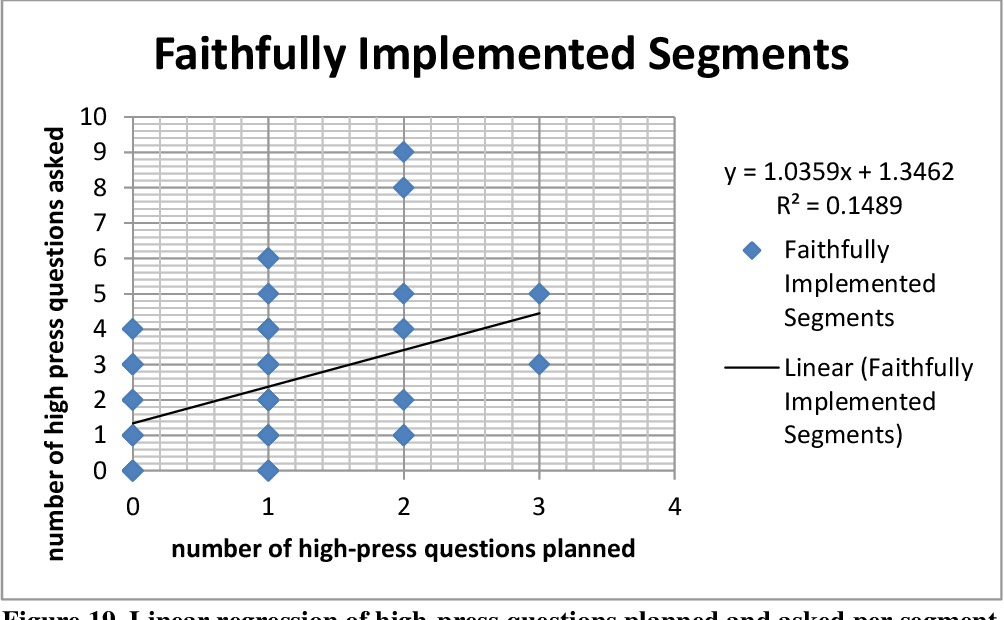 Faithfully Implemented Segments
number of high press questions asked
10
9
8
7
6
5
4
3
2
1
0
0 1 2 3 4
number of high-press questions planned
y = 1.0359x + 1.3462
R² = 0.1489
Faithfully
Implemented
Segments
Linear (Faithfully
Implemented
Segments)
Figure 19. Linear regression of high-press questions planned and asked per segment